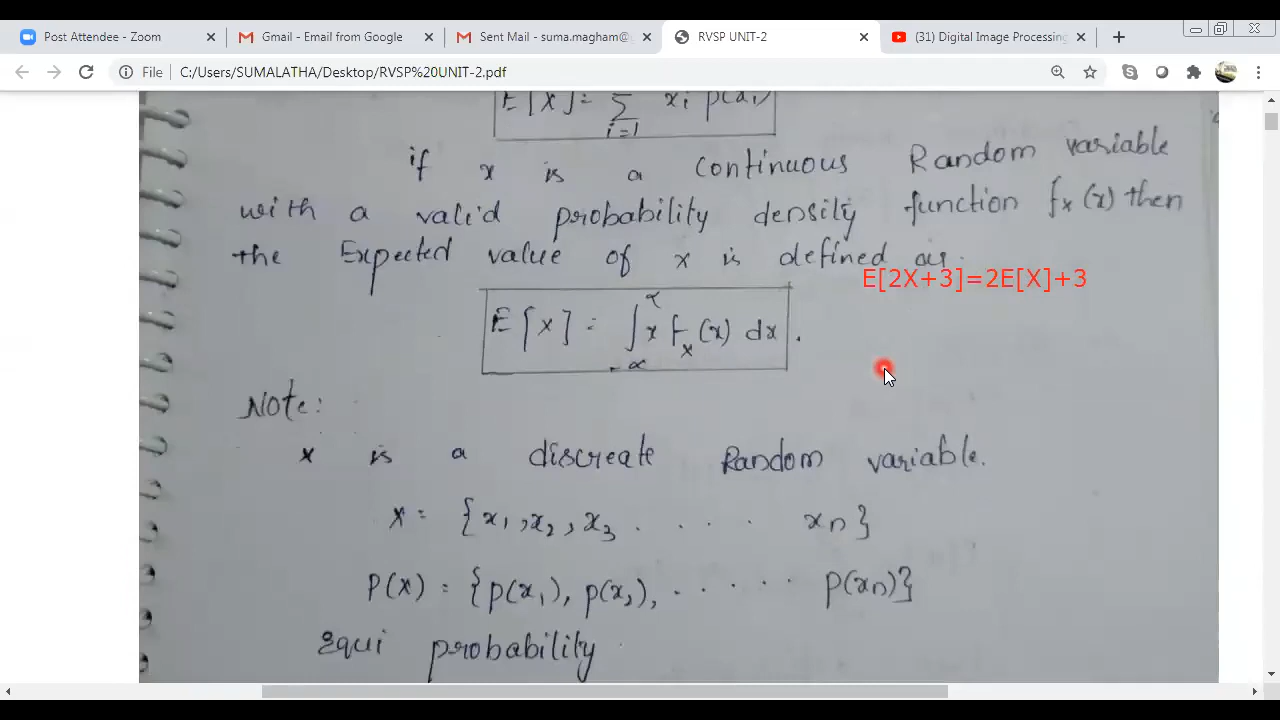 Post Attendee - Zoom
Gmail - Email from Google
Sent Mail - suma.magham@
RVSP UNIT-2
(31) Digital Image Processing
File
C:/Users/SUMALATHA/Desktop/RVSP%20UNIT-2.pdf
E[X] = ∑ i=1 xi p(xi)
if x is a continuous Random variable
with a valid probability density function fx(x) then
the Expected value of x is defined as.
E[2X+3]=2E[X]+3
E[x] = ∫ -α α x fx(x) dx.
Note:
x is a discreate Random variable.
x = {x1, x2, x3 . . . . xn}
P(x) = {p(x1), p(x2), . . . . . p(xn)}
Equi probability